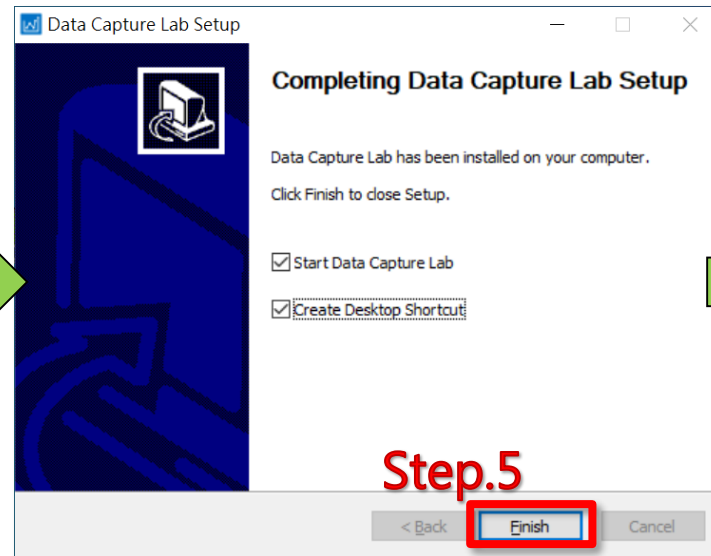 Data Capture Lab Setup
Completing Data Capture Lab Setup
Data Capture Lab has been installed on your computer.
Click Finish to close Setup.
Start Data Capture Lab
Create Desktop Shortcut
Step.5
< Back Finish Cancel